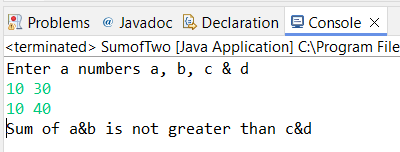 Problems @ Javadoc Declaration Console
<terminated> SumofTwo [Java Application] C:\Program File
Enter a numbers a, b, c & d
10 30
10 40
Sum of a&b is not greater than c&d